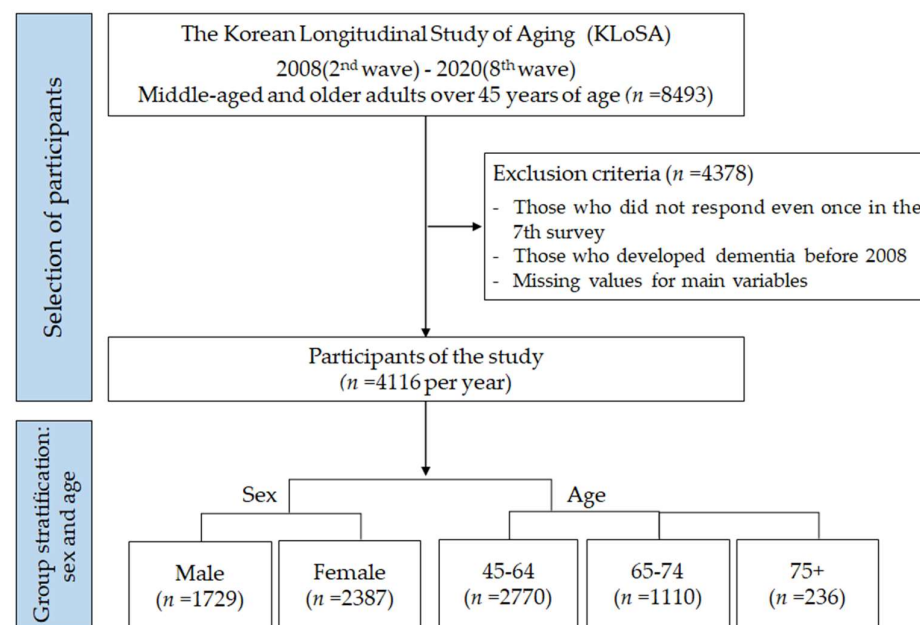 Selection of participants
The Korean Longitudinal Study of Aging (KLoSA)
2008(2nd wave) - 2020(8th wave)
Middle-aged and older adults over 45 years of age (n =8493)
Exclusion criteria (n =4378)
- Those who did not respond even once in the
7th survey
- Those who developed dementia before 2008
- Missing values for main variables
Participants of the study
(n =4116 per year)
Group stratification:
sex and age
Sex
Age
Male
(n =1729)
Female
(n =2387)
45-64
(n =2770)
65-74
(n =1110)
75+
(n =236)